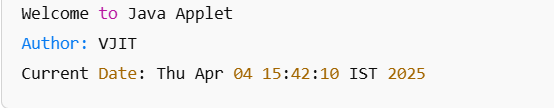 Welcome to Java Applet
Author: VJIT
Current Date: Thu Apr 04 15:42:10 IST 2025